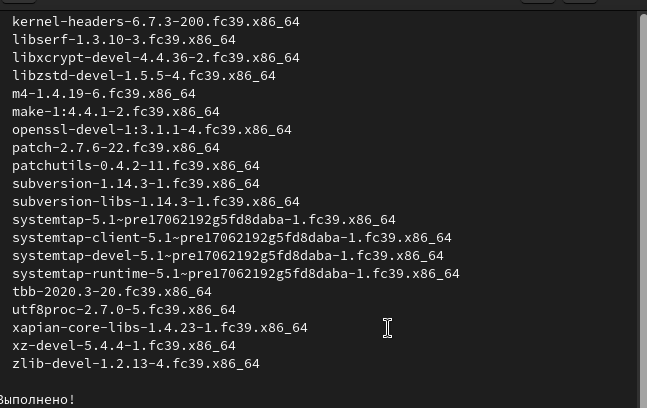 kernel-headers-6.7.3-200.fc39.x86_64
libserf-1.3.10-3.fc39.x86_64
libxcrypt-devel-4.4.36-2.fc39.x86_64
libzstd-devel-1.5.5-4.fc39.x86_64
m4-1.4.19-6.fc39.x86_64
make-1:4.4.1-2.fc39.x86_64
openssl-devel-1:3.1.1-4.fc39.x86_64
patch-2.7.6-22.fc39.x86_64
patchutils-0.4.2-11.fc39.x86_64
subversion-1.14.3-1.fc39.x86_64
subversion-libs-1.14.3-1.fc39.x86_64
systemtap-5.1~pre17062192g5fd8daba-1.fc39.x86_64
systemtap-client-5.1~pre17062192g5fd8daba-1.fc39.x86_64
systemtap-devel-5.1~pre17062192g5fd8daba-1.fc39.x86_64
systemtap-runtime-5.1~pre17062192g5fd8daba-1.fc39.x86_64
tbb-2020.3-20.fc39.x86_64
utf8proc-2.7.0-5.fc39.x86_64
xapian-core-libs-1.4.23-1.fc39.x86_64
xz-devel-5.4.4-1.fc39.x86_64
zlib-devel-1.2.13-4.fc39.x86_64
Выполнено!